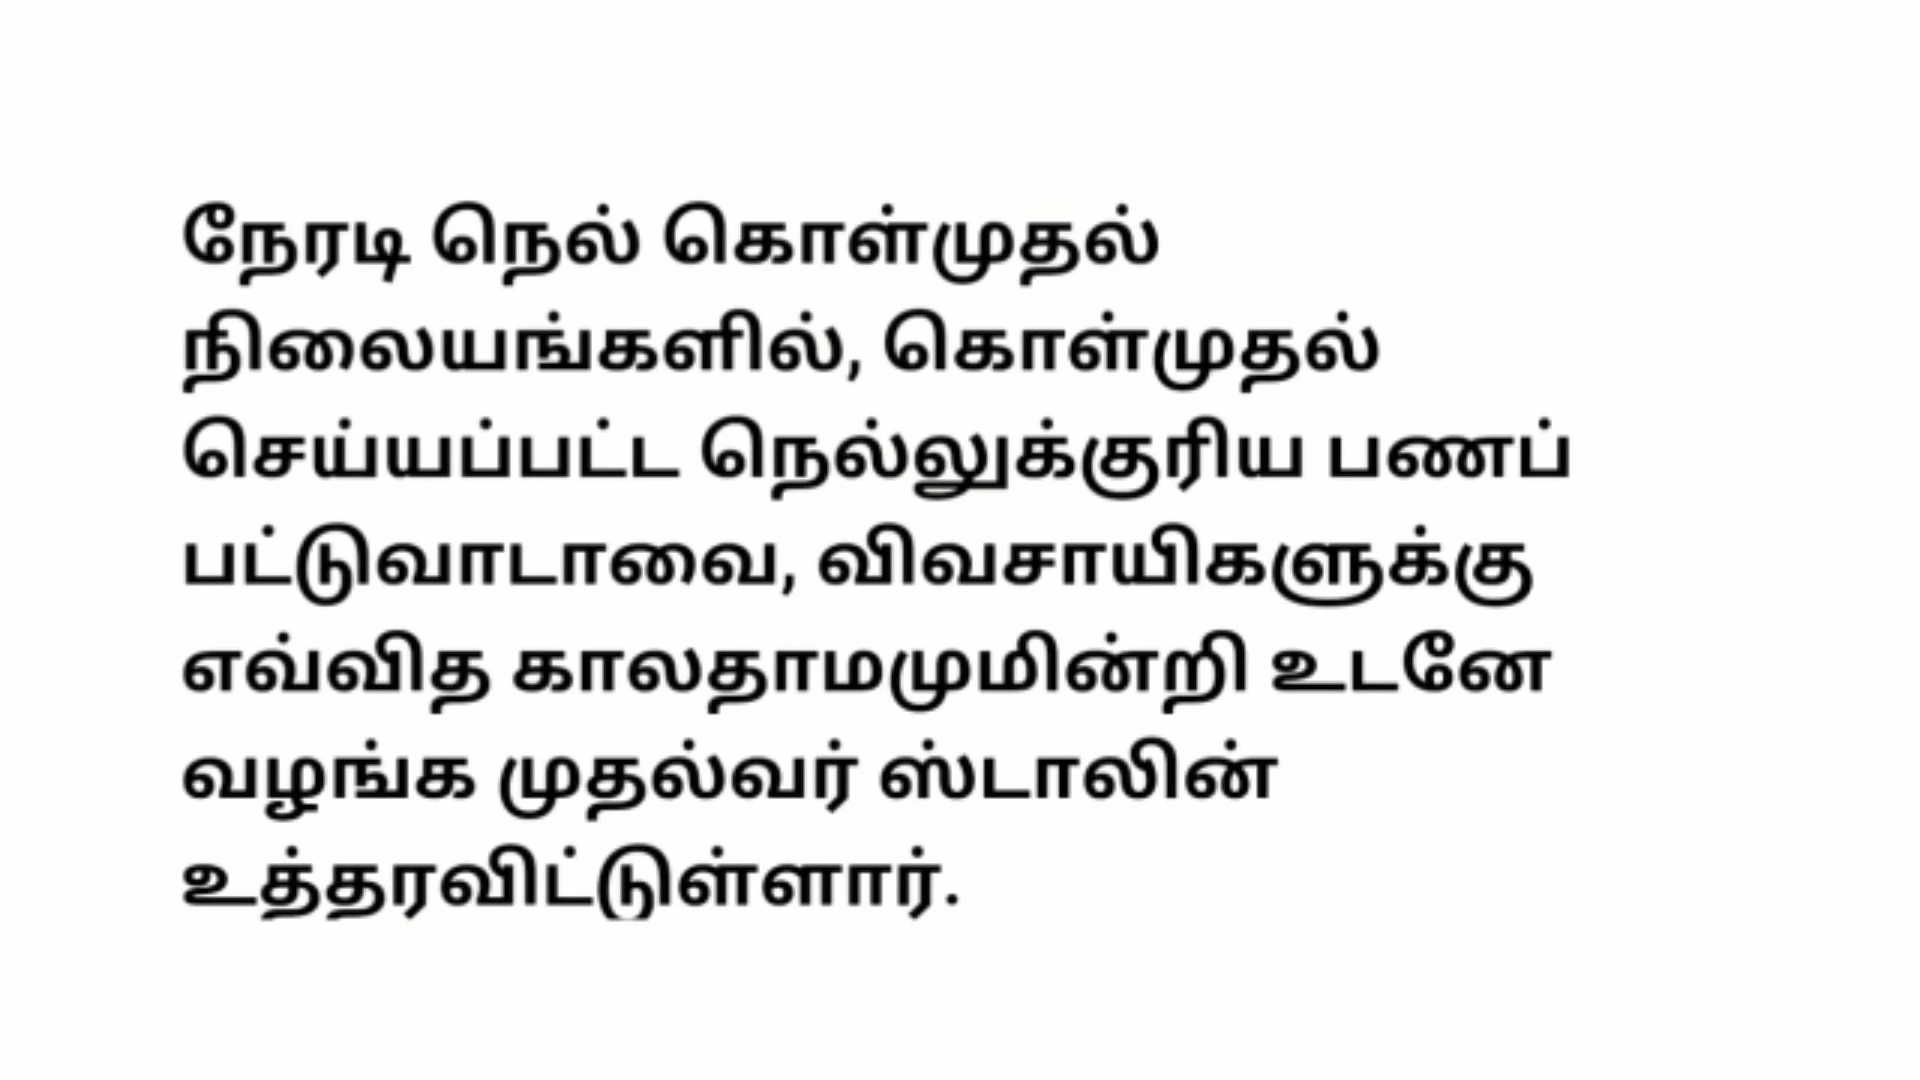 நேரடி நெல் கொள்முதல்
நிலையங்களில், கொள்முதல்
செய்யப்பட்ட நெல்லுக்குரிய பணப்
பட்டுவாடாவை, விவசாயிகளுக்கு
எவ்வித காலதாமமுமின்றி உடனே
வழங்க முதல்வர் ஸ்டாலின்
உத்தரவிட்டுள்ளார்.